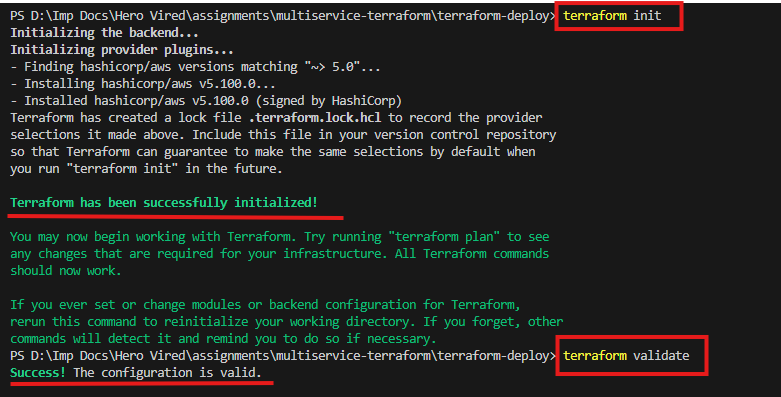 PS D:\Imp Docs\Hero Vired\assignments\multiservice-terraform\terraform-deploy> terraform init
Initializing the backend...
Initializing provider plugins...
- Finding hashicorp/aws versions matching "~> 5.0"...
- Installing hashicorp/aws v5.100.0...
- Installed hashicorp/aws v5.100.0 (signed by HashiCorp)
Terraform has created a lock file .terraform.lock.hcl to record the provider
selections it made above. Include this file in your version control repository
so that Terraform can guarantee to make the same selections by default when
you run "terraform init" in the future.
Terraform has been successfully initialized!
You may now begin working with Terraform. Try running "terraform plan" to see
any changes that are required for your infrastructure. All Terraform commands
should now work.
If you ever set or change modules or backend configuration for Terraform,
rerun this command to reinitialize your working directory. If you forget, other
commands will detect it and remind you to do so if necessary.
PS D:\Imp Docs\Hero Vired\assignments\multiservice-terraform\terraform-deploy> terraform validate
Success! The configuration is valid.